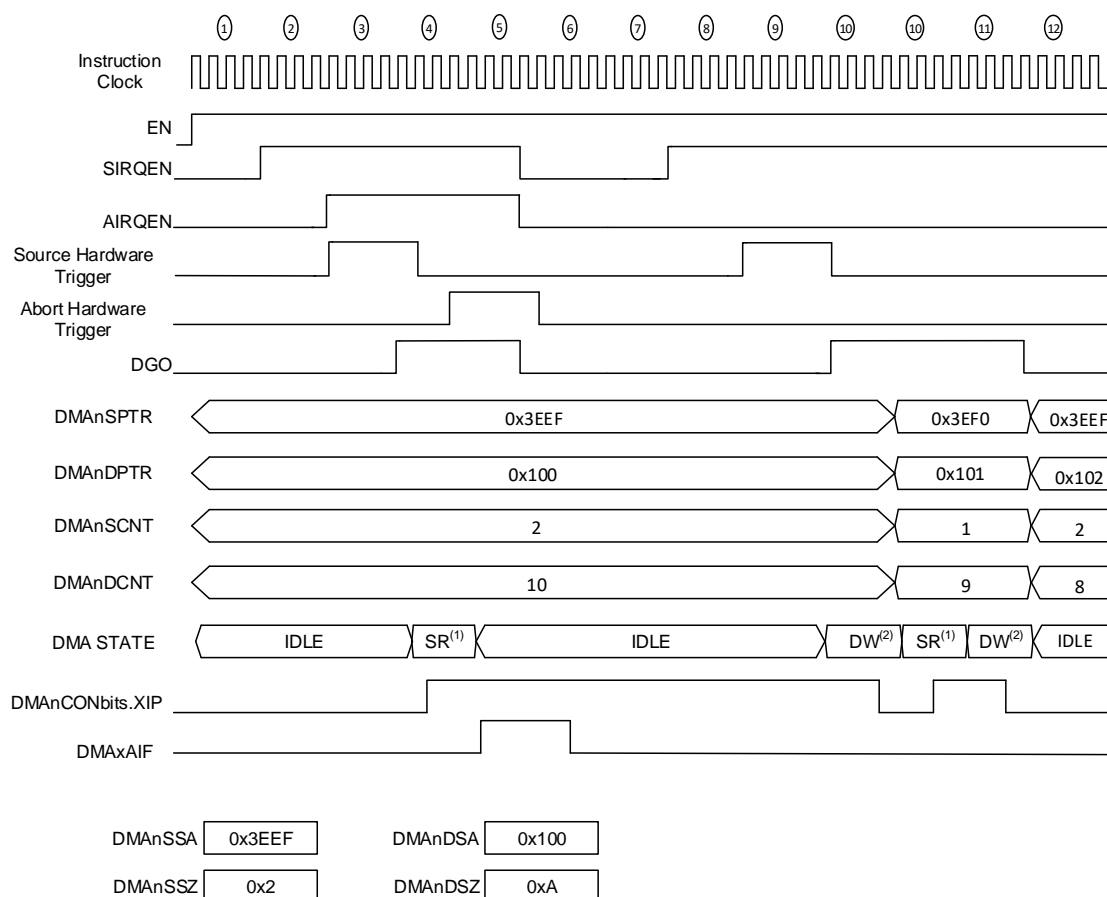 1 2 3 4 5 6 7 8 9 10 10 11 12
Instruction
Clock
EN
SIRQEN
AIRQEN
Source Hardware
Trigger
Abort Hardware
Trigger
DGO
DMAnSPTR 0x3EEF 0x3EF0 0x3EEF
DMAnDPTR 0x100 0x101 0x102
DMAnSCNT 2 1 2
DMAnDCNT 10 9 8
DMA STATE IDLE SR(1) IDLE DW(2) SR(1) DW(2) IDLE
DMAnCONbits.XIP
DMAxAIF
DMAnSSA 0x3EEF DMAnDSA 0x100
DMAnSSZ 0x2 DMAnDSZ 0xA